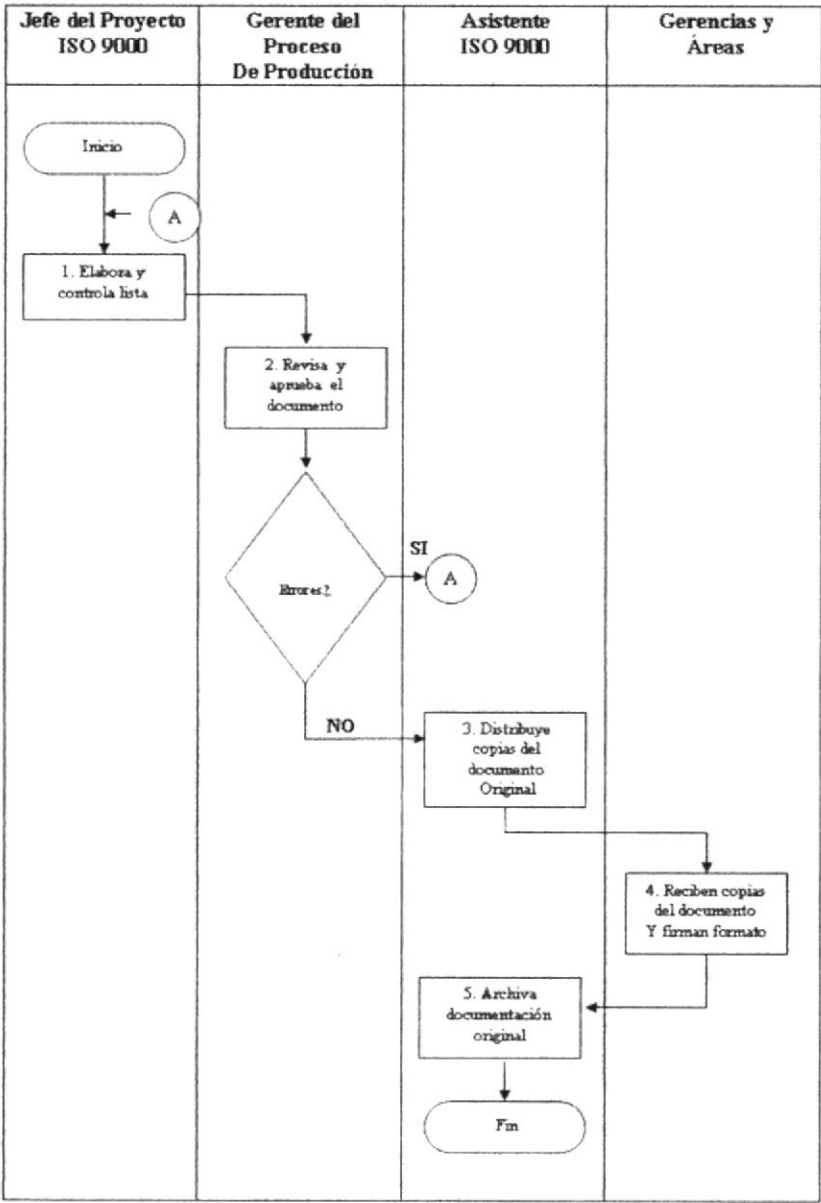 Jefe del Proyecto
ISO 9000
Gerente del
Proceso
De Producción
Asistente
ISO 9000
Gerencias y
Áreas
Inicio
A
1. Elabora y
controla lista
2. Revisa y
aprueba el
documento
Errores?
SI
A
NO
3. Distribuye
copias del
documento
Original
4. Reciben copias
del documento
Y firman formato
5. Archiva
documentación
original
Fin